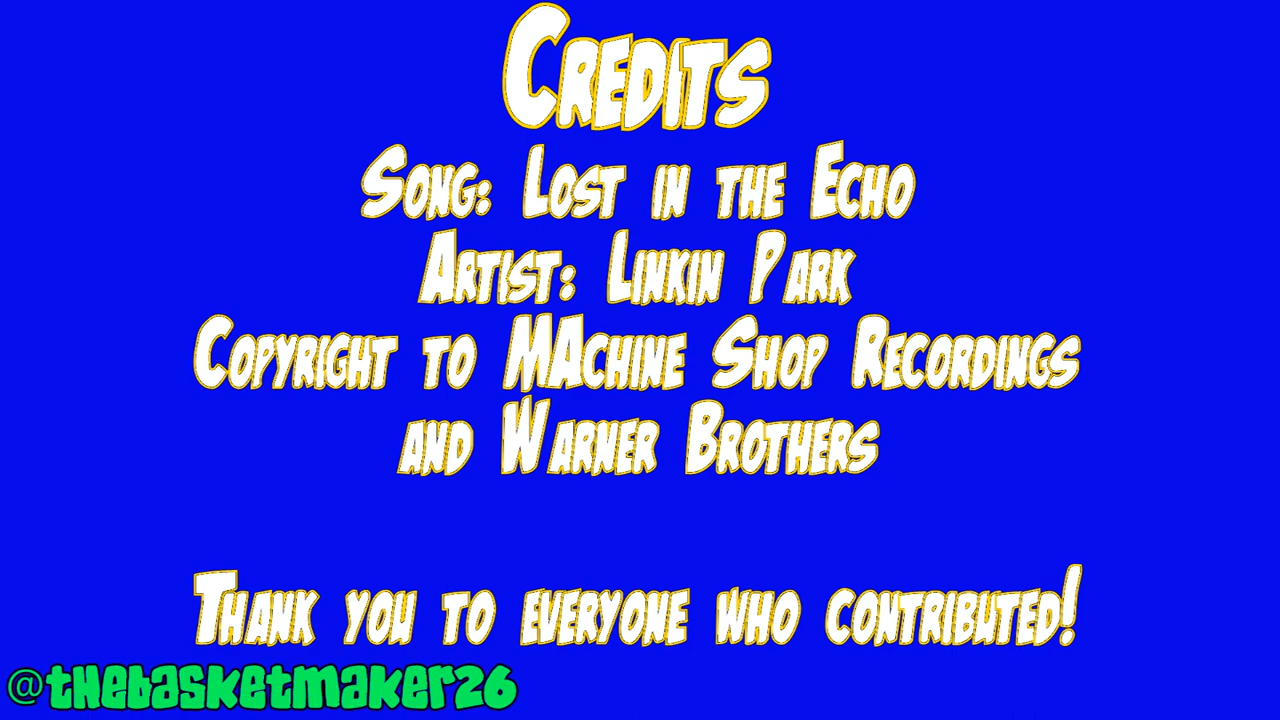 Credits
Song: Lost in the Echo
Artist: Linkin Park
Copyright to MAchine Shop Recordings
and Warner Brothers
Thank you to everyone who contributed!
@thebasketmaker26